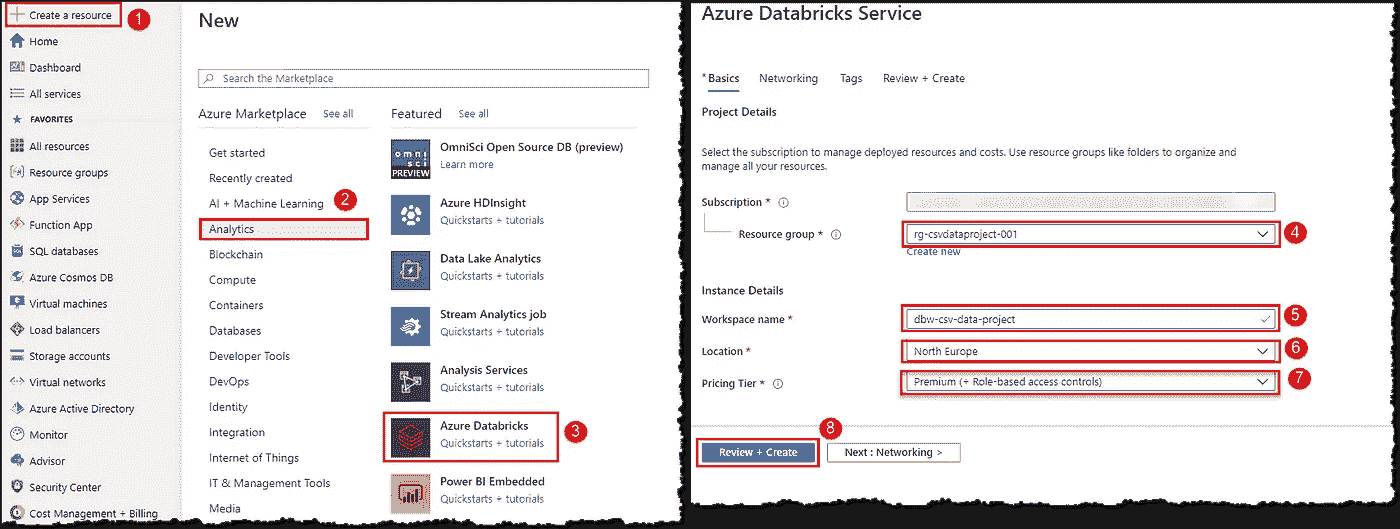 Create a resource
1
Home
Dashboard
All services
FAVORITES
All resources
Resource groups
App Services
Function App
SQL databases
Azure Cosmos DB
Virtual machines
Load balancers
Storage accounts
Virtual networks
Azure Active Directory
Monitor
Advisor
Security Center
Cost Management + Billing
New
Search the Marketplace
Azure Marketplace See all
Get started
Recently created
AI + Machine Learning
2
Analytics
Blockchain
Compute
Containers
Databases
Developer Tools
DevOps
Identity
Integration
Internet of Things
IT & Management Tools
Media
Featured See all
omni
sci
PREVIEW
OmniSci Open Source DB (preview)
Learn more
Azure HDInsight
Quickstarts + tutorials
Data Lake Analytics
Quickstarts + tutorials
Stream Analytics job
Quickstarts + tutorials
Analysis Services
Quickstarts + tutorials
Azure Databricks
Quickstarts + tutorials
3
Power BI Embedded
Quickstarts + tutorials
Azure Databricks Service
* Basics Networking Tags Review + Create
Project Details
Select the subscription to manage deployed resources and costs. Use resource groups like folders to organize and
manage all your resources.
Subscription *
Resource group * rg-csvdataproject-001 4
Create new
Instance Details
Workspace name * dbw-csv-data-project 5
Location * North Europe 6
Pricing Tier * Premium (+ Role-based access controls) 7
8
Review + Create Next : Networking >